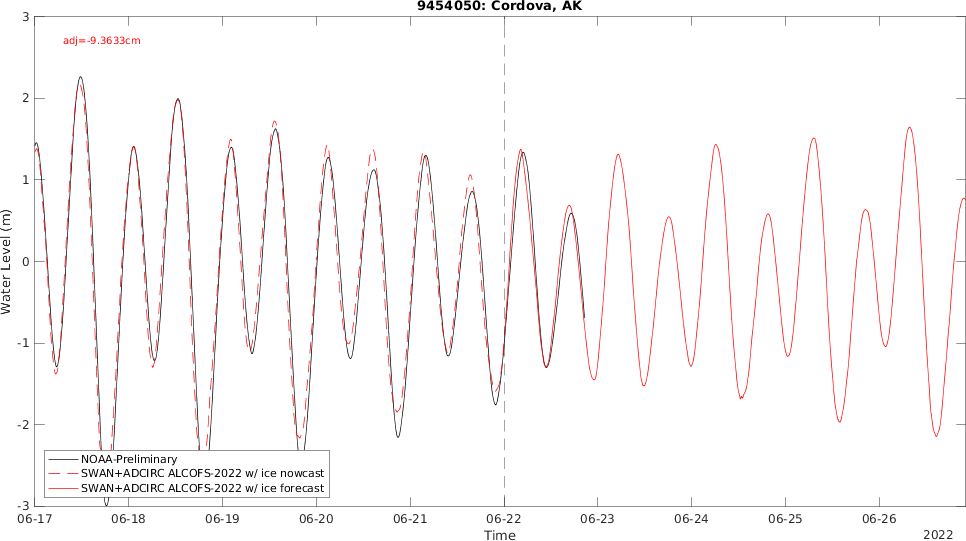 9454050: Cordova, AK
adj=-9.3633cm
3
2
1
0
-1
-2
-3
Water Level (m)
NOAA-Preliminary
SWAN+ADCIRC ALCOFS-2022 w/ ice nowcast
SWAN+ADCIRC ALCOFS-2022 w/ ice forecast
06-17 06-18 06-19 06-20 06-21 06-22 06-23 06-24 06-25 06-26
Time
2022